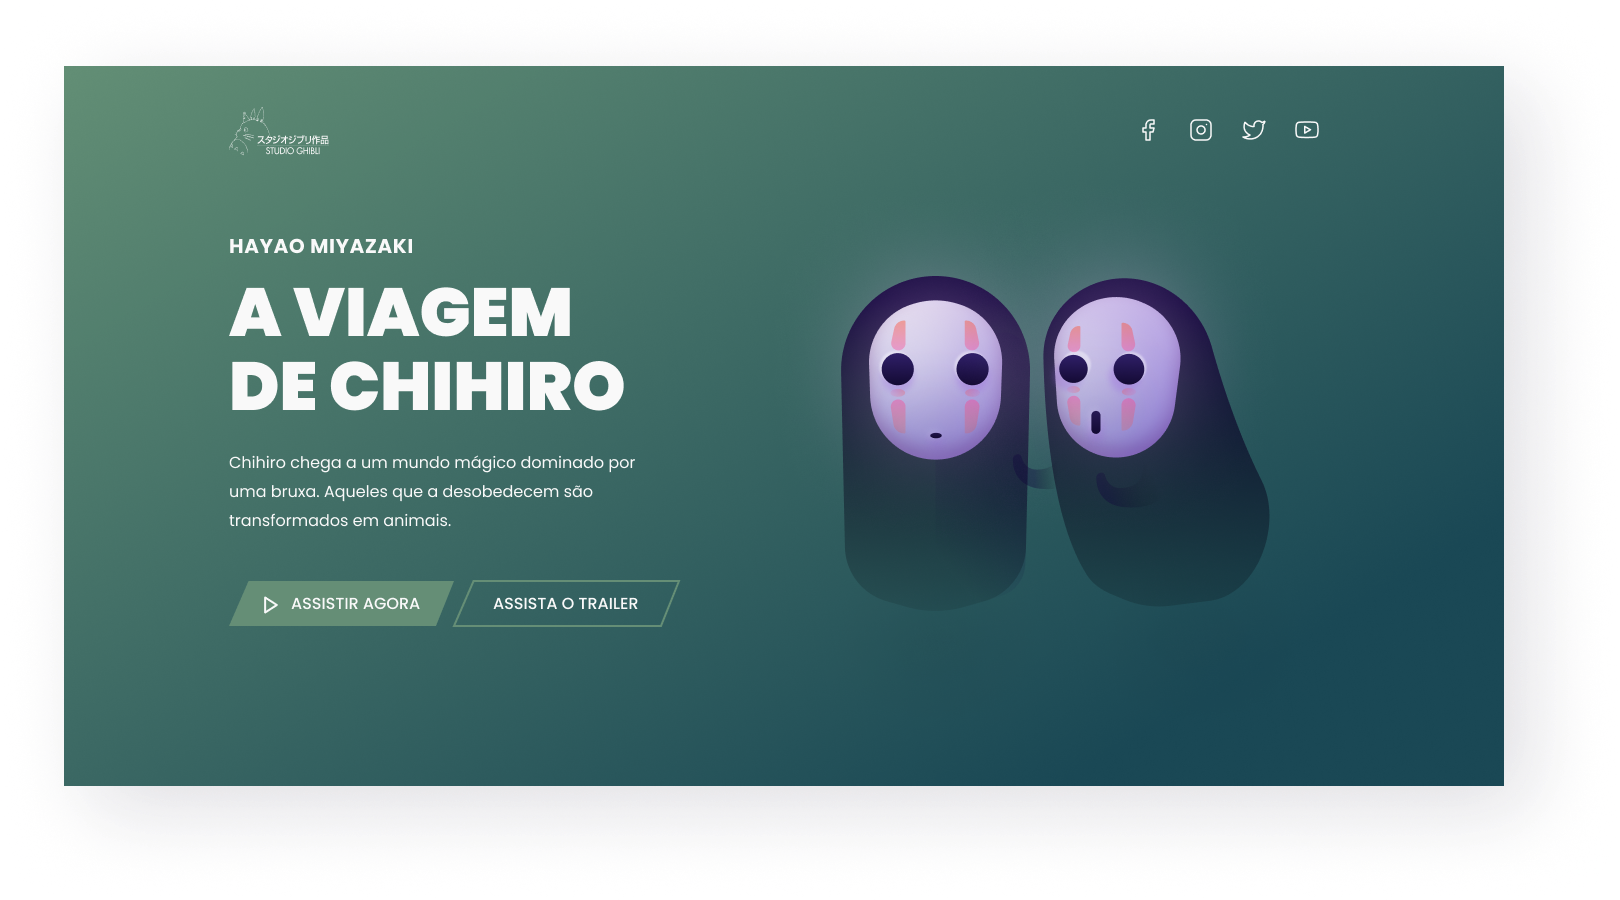 スタジオジブリ作品
STUDIO GHIBLI
HAYAO MIYAZAKI
A VIAGEM
DE CHIHIRO
Chihiro chega a um mundo mágico dominado por
uma bruxa. Aqueles que a desobedecem são
transformados em animais.
ASSISTIR AGORA
ASSISTA O TRAILER